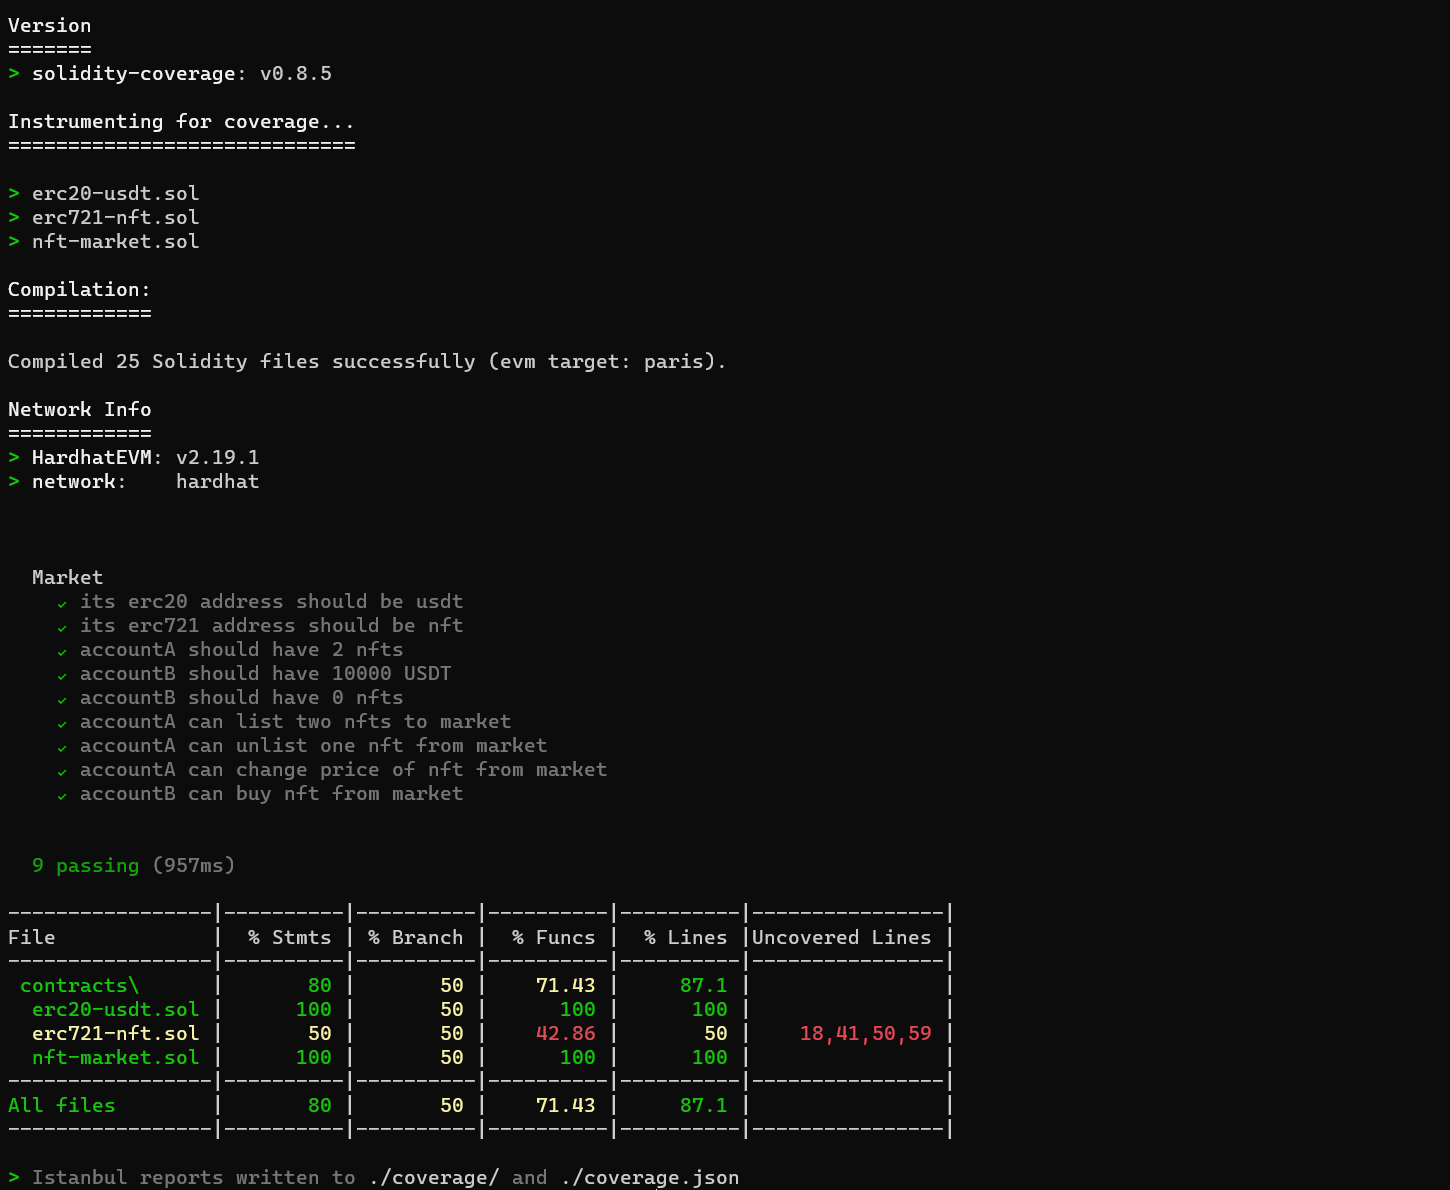 Version
=======
> solidity-coverage: v0.8.5
Instrumenting for coverage...
=============================
> erc20-usdt.sol
> erc721-nft.sol
> nft-market.sol
Compilation:
============
Compiled 25 Solidity files successfully (evm target: paris).
Network Info
============
> HardhatEVM: v2.19.1
> network:    hardhat
  Market
    ✓ its erc20 address should be usdt
    ✓ its erc721 address should be nft
    ✓ accountA should have 2 nfts
    ✓ accountB should have 10000 USDT
    ✓ accountB should have 0 nfts
    ✓ accountA can list two nfts to market
    ✓ accountA can unlist one nft from market
    ✓ accountA can change price of nft from market
    ✓ accountB can buy nft from market
  9 passing (957ms)
-----------------|----------|----------|----------|----------|----------------|
File             |  % Stmts | % Branch |  % Funcs |  % Lines |Uncovered Lines |
-----------------|----------|----------|----------|----------|----------------|
 contracts\      |       80 |       50 |    71.43 |     87.1 |                |
  erc20-usdt.sol |      100 |       50 |      100 |      100 |                |
  erc721-nft.sol |       50 |       50 |    42.86 |       50 |    18,41,50,59 |
  nft-market.sol |      100 |       50 |      100 |      100 |                |
-----------------|----------|----------|----------|----------|----------------|
All files        |       80 |       50 |    71.43 |     87.1 |                |
-----------------|----------|----------|----------|----------|----------------|
> Istanbul reports written to ./coverage/ and ./coverage.json